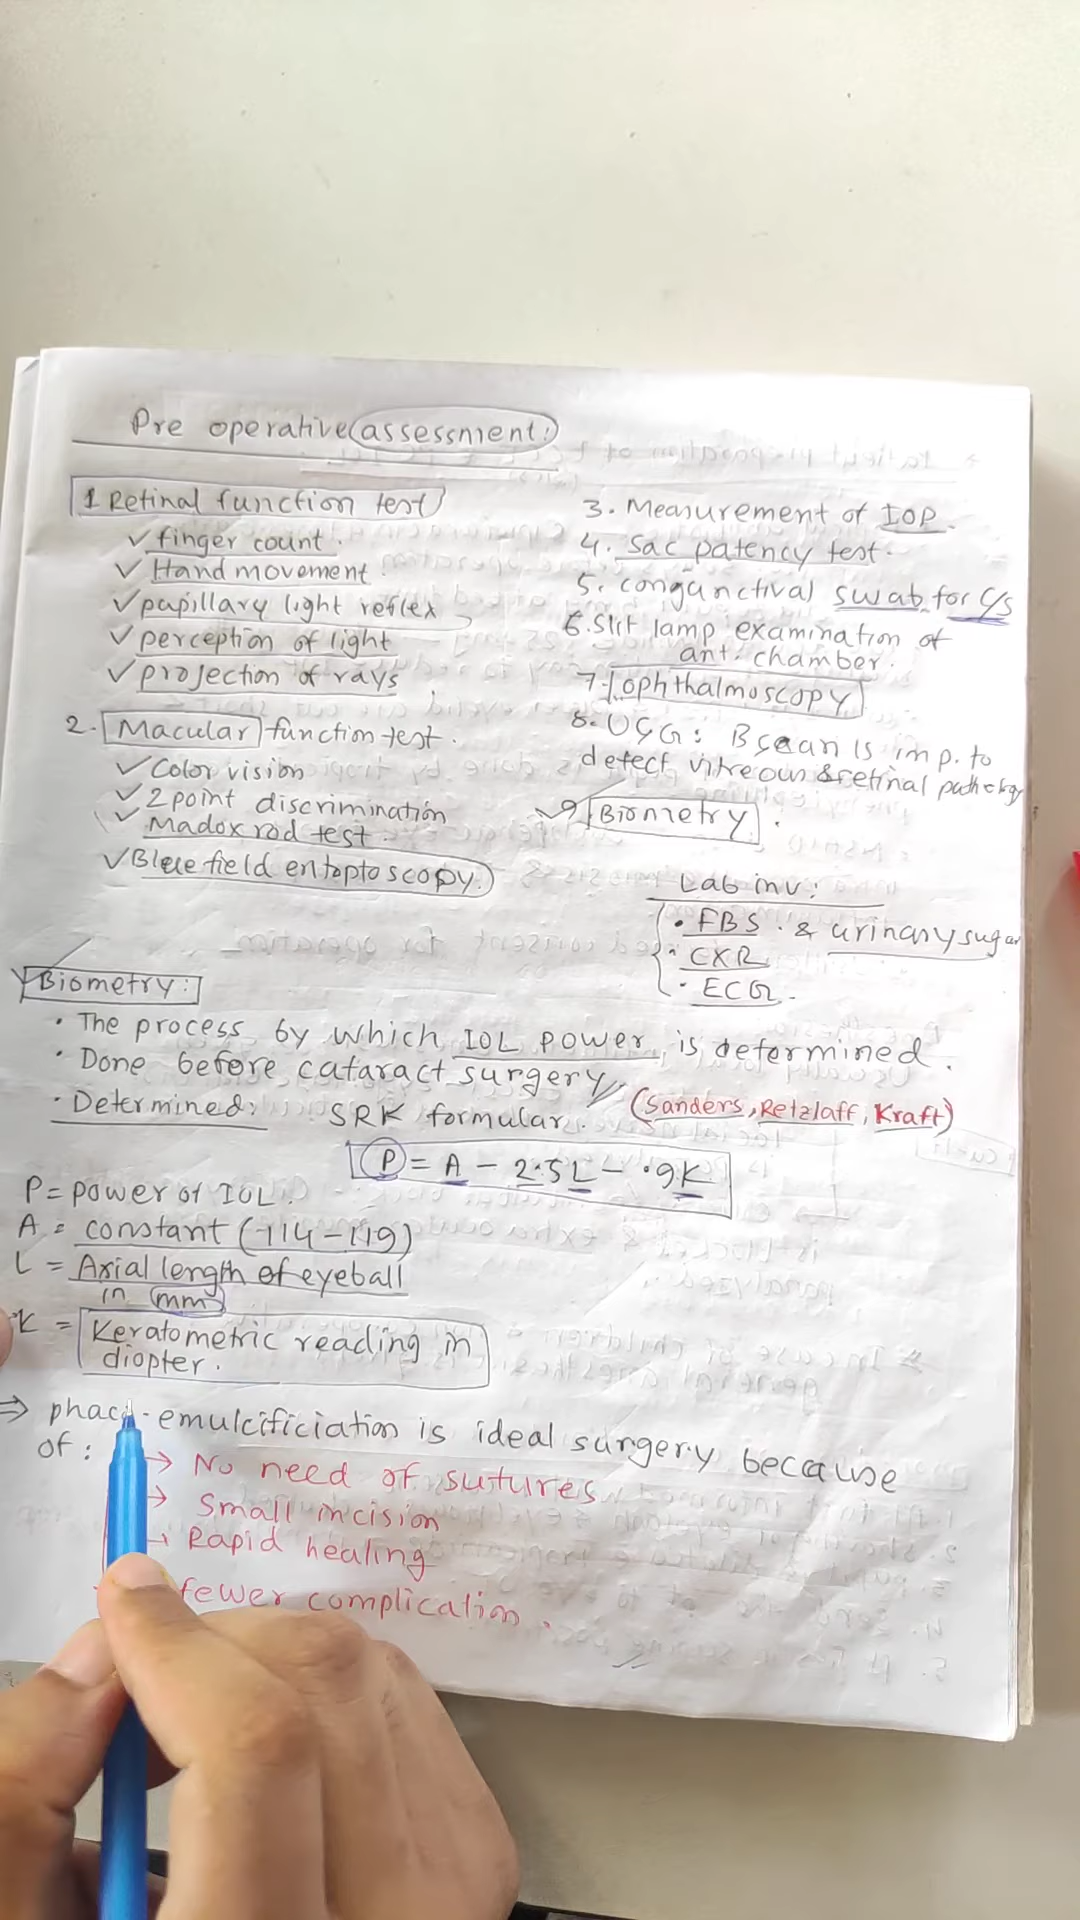 Pre operative assessment:
1 Retinal function test
✓ finger count.
✓ Hand movement.
✓ papillary light reflex
✓ perception of light
✓ projection of rays
2. Macular function test.
✓ Color vision
✓ 2 point discrimination
✓ Madox rod test.
✓ Blue field entoptoscopy.
3. Measurement of IOP.
4. Sac patency test.
5. congunctival swab for C/S
6. Slit lamp examination of
ant. chamber.
7. ophthalmoscopy
8. USG: B scan is imp. to
detect vitreous & retinal pathology
9 Biometry.
Lab inv:
• FBS. & urinary sugar
• CXR
• ECG.
Biometry:
• The process by which IOL power is determined.
• Done before cataract surgery
• Determined: SRK formular. (Sanders, Retzlaff, Kraft)
P = A - 2.5 L - .9K
P = power of IOL.
A = constant (114-119)
L = Axial length of eyeball
in mm
K = Keratometric reading in
diopter.
⇒ phaco-emulcificiation is ideal surgery because
of:
→ No need of sutures
→ Small incision
→ Rapid healing
fewer complication.